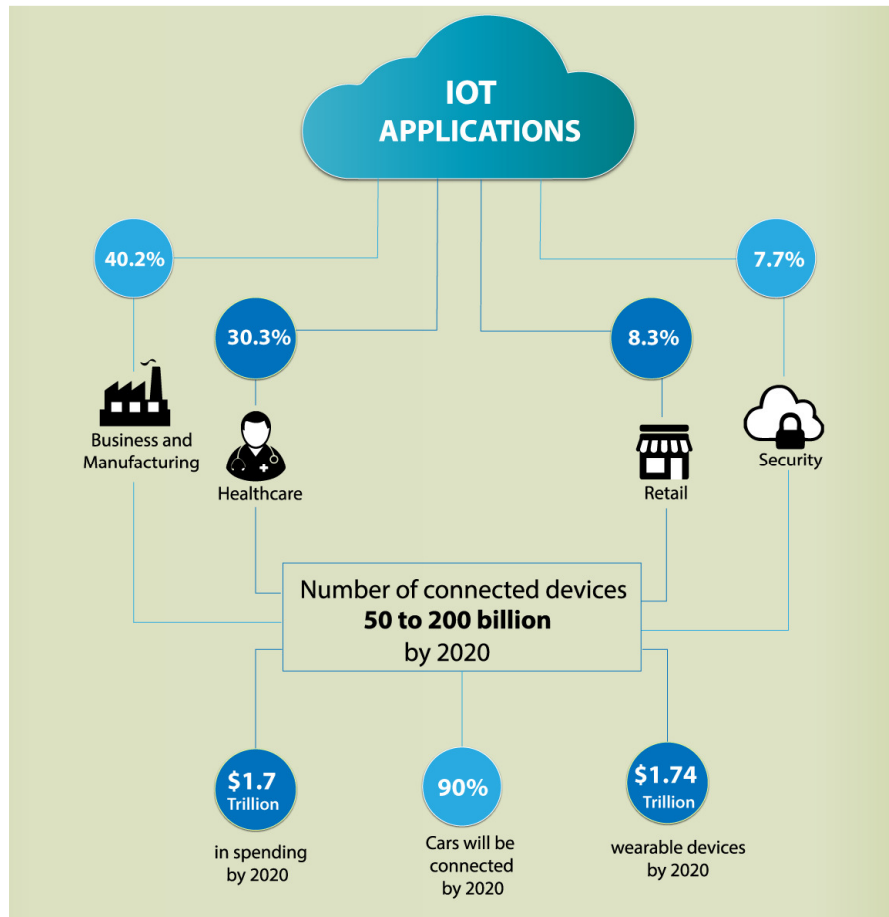 IOT
APPLICATIONS
40.2%
7.7%
30.3%
8.3%
Business and
Manufacturing
Healthcare
Retail
Security
Number of connected devices
50 to 200 billion
by 2020
$1.7
Trillion
in spending
by 2020
90%
Cars will be
connected
by 2020
$1.74
Trillion
wearable devices
by 2020